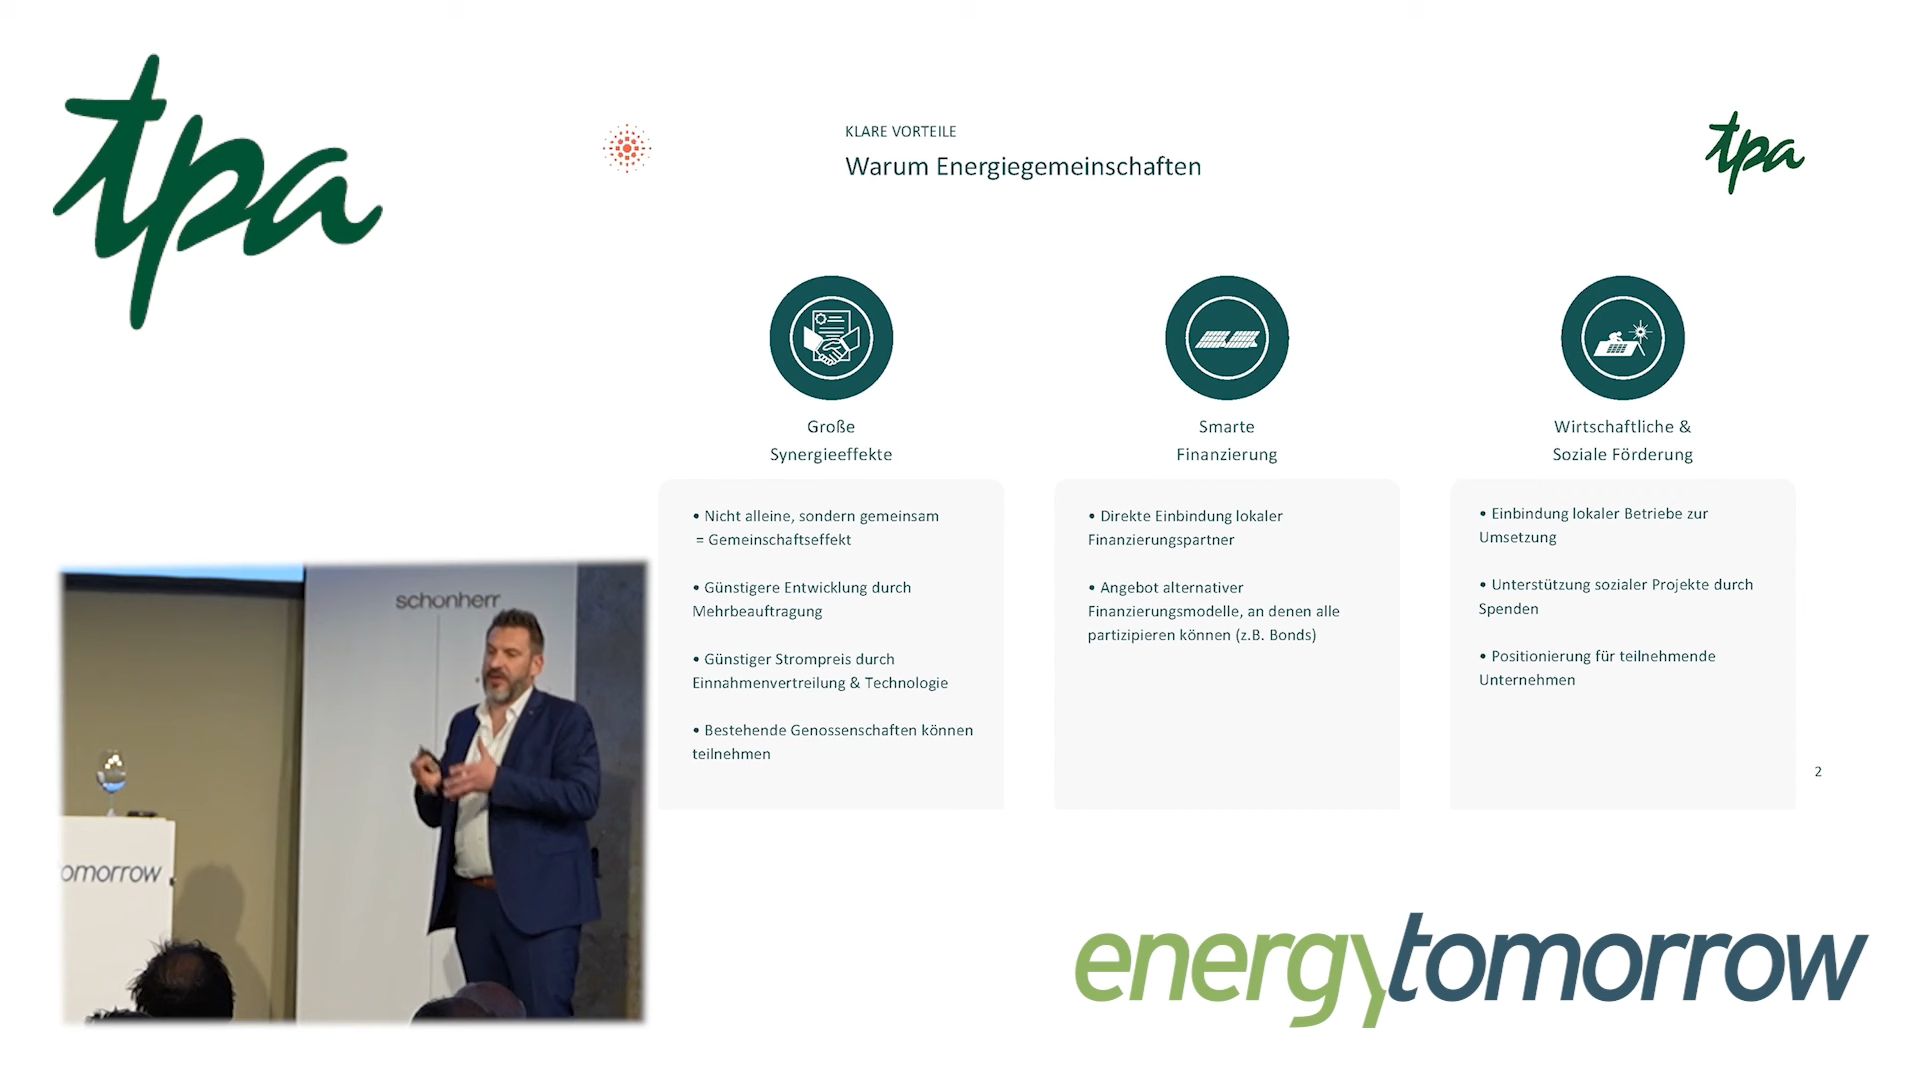 tpa
KLARE VORTEILE
Warum Energiegemeinschaften
tpa
Große
Synergieeffekte
• Nicht alleine, sondern gemeinsam
= Gemeinschaftseffekt
• Günstigere Entwicklung durch
Mehrbeauftragung
• Günstiger Strompreis durch
Einnahmenvertreilung & Technologie
• Bestehende Genossenschaften können
teilnehmen
Smarte
Finanzierung
• Direkte Einbindung lokaler
Finanzierungspartner
• Angebot alternativer
Finanzierungsmodelle, an denen alle
partizipieren können (z.B. Bonds)
Wirtschaftliche &
Soziale Förderung
• Einbindung lokaler Betriebe zur
Umsetzung
• Unterstützung sozialer Projekte durch
Spenden
• Positionierung für teilnehmende
Unternehmen
2
schonherr
omorrow
energytomorrow